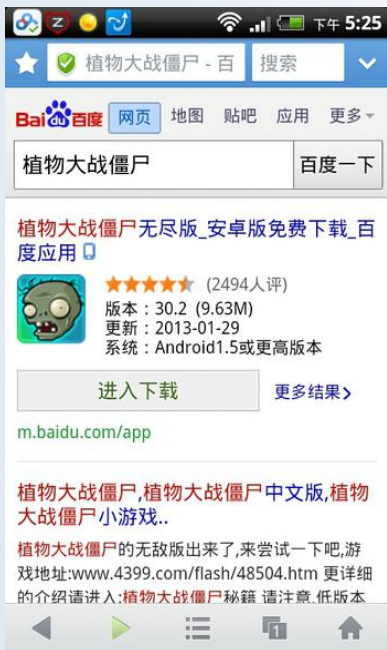 下午 5:25
植物大战僵尸 - 百
搜索
Bai du 百度 网页 地图 贴吧 应用 更多
植物大战僵尸 百度一下
植物大战僵尸无尽版_安卓版免费下载_百
度应用
(2494人评)
版本：30.2 (9.63M)
更新：2013-01-29
系统：Android1.5或更高版本
进入下载 更多结果>
m.baidu.com/app
植物大战僵尸,植物大战僵尸中文版,植物
大战僵尸小游戏..
植物大战僵尸的无敌版出来了,来尝试一下吧,游
戏地址:www.4399.com/flash/48504.htm 更详细
的介绍请进入:植物大战僵尸秘籍 请注意,低版本
1